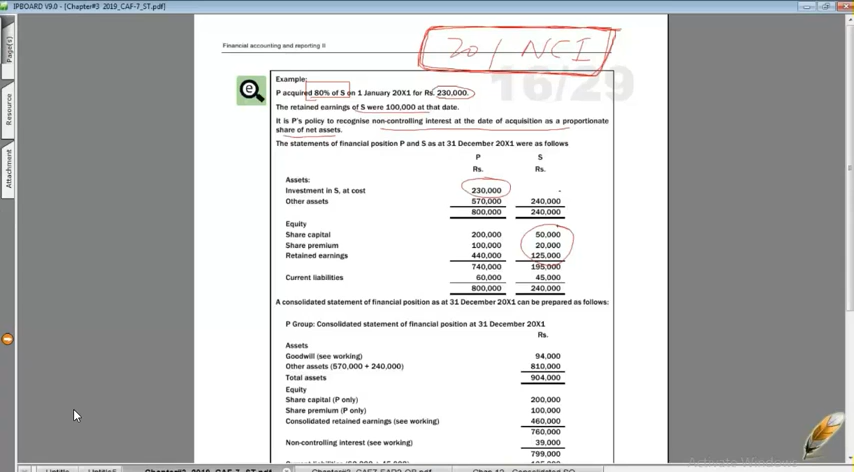 IPBOARD V9.0 - [Chapter#3_2019_CAF-7_ST.pdf]
Page(s)
Resource
Attachment
Financial accounting and reporting II
20% NCI
16/29
Example:
P acquired 80% of S on 1 January 20X1 for Rs. 230,000.
The retained earnings of S were 100,000 at that date.
It is P's policy to recognise non-controlling interest at the date of acquisition as a proportionate
share of net assets.
The statements of financial position P and S as at 31 December 20X1 were as follows
P S
Rs. Rs.
Assets:
Investment in S, at cost 230,000 -
Other assets 570,000 240,000
800,000 240,000
Equity
Share capital 200,000 50,000
Share premium 100,000 20,000
Retained earnings 440,000 125,000
740,000 195,000
Current liabilities 60,000 45,000
800,000 240,000
A consolidated statement of financial position as at 31 December 20X1 can be prepared as follows:
P Group: Consolidated statement of financial position at 31 December 20X1
Rs.
Assets
Goodwill (see working) 94,000
Other assets (570,000 + 240,000) 810,000
Total assets 904,000
Equity
Share capital (P only) 200,000
Share premium (P only) 100,000
Consolidated retained earnings (see working) 460,000
760,000
Non-controlling interest (see working) 39,000
799,000
Activate Windows